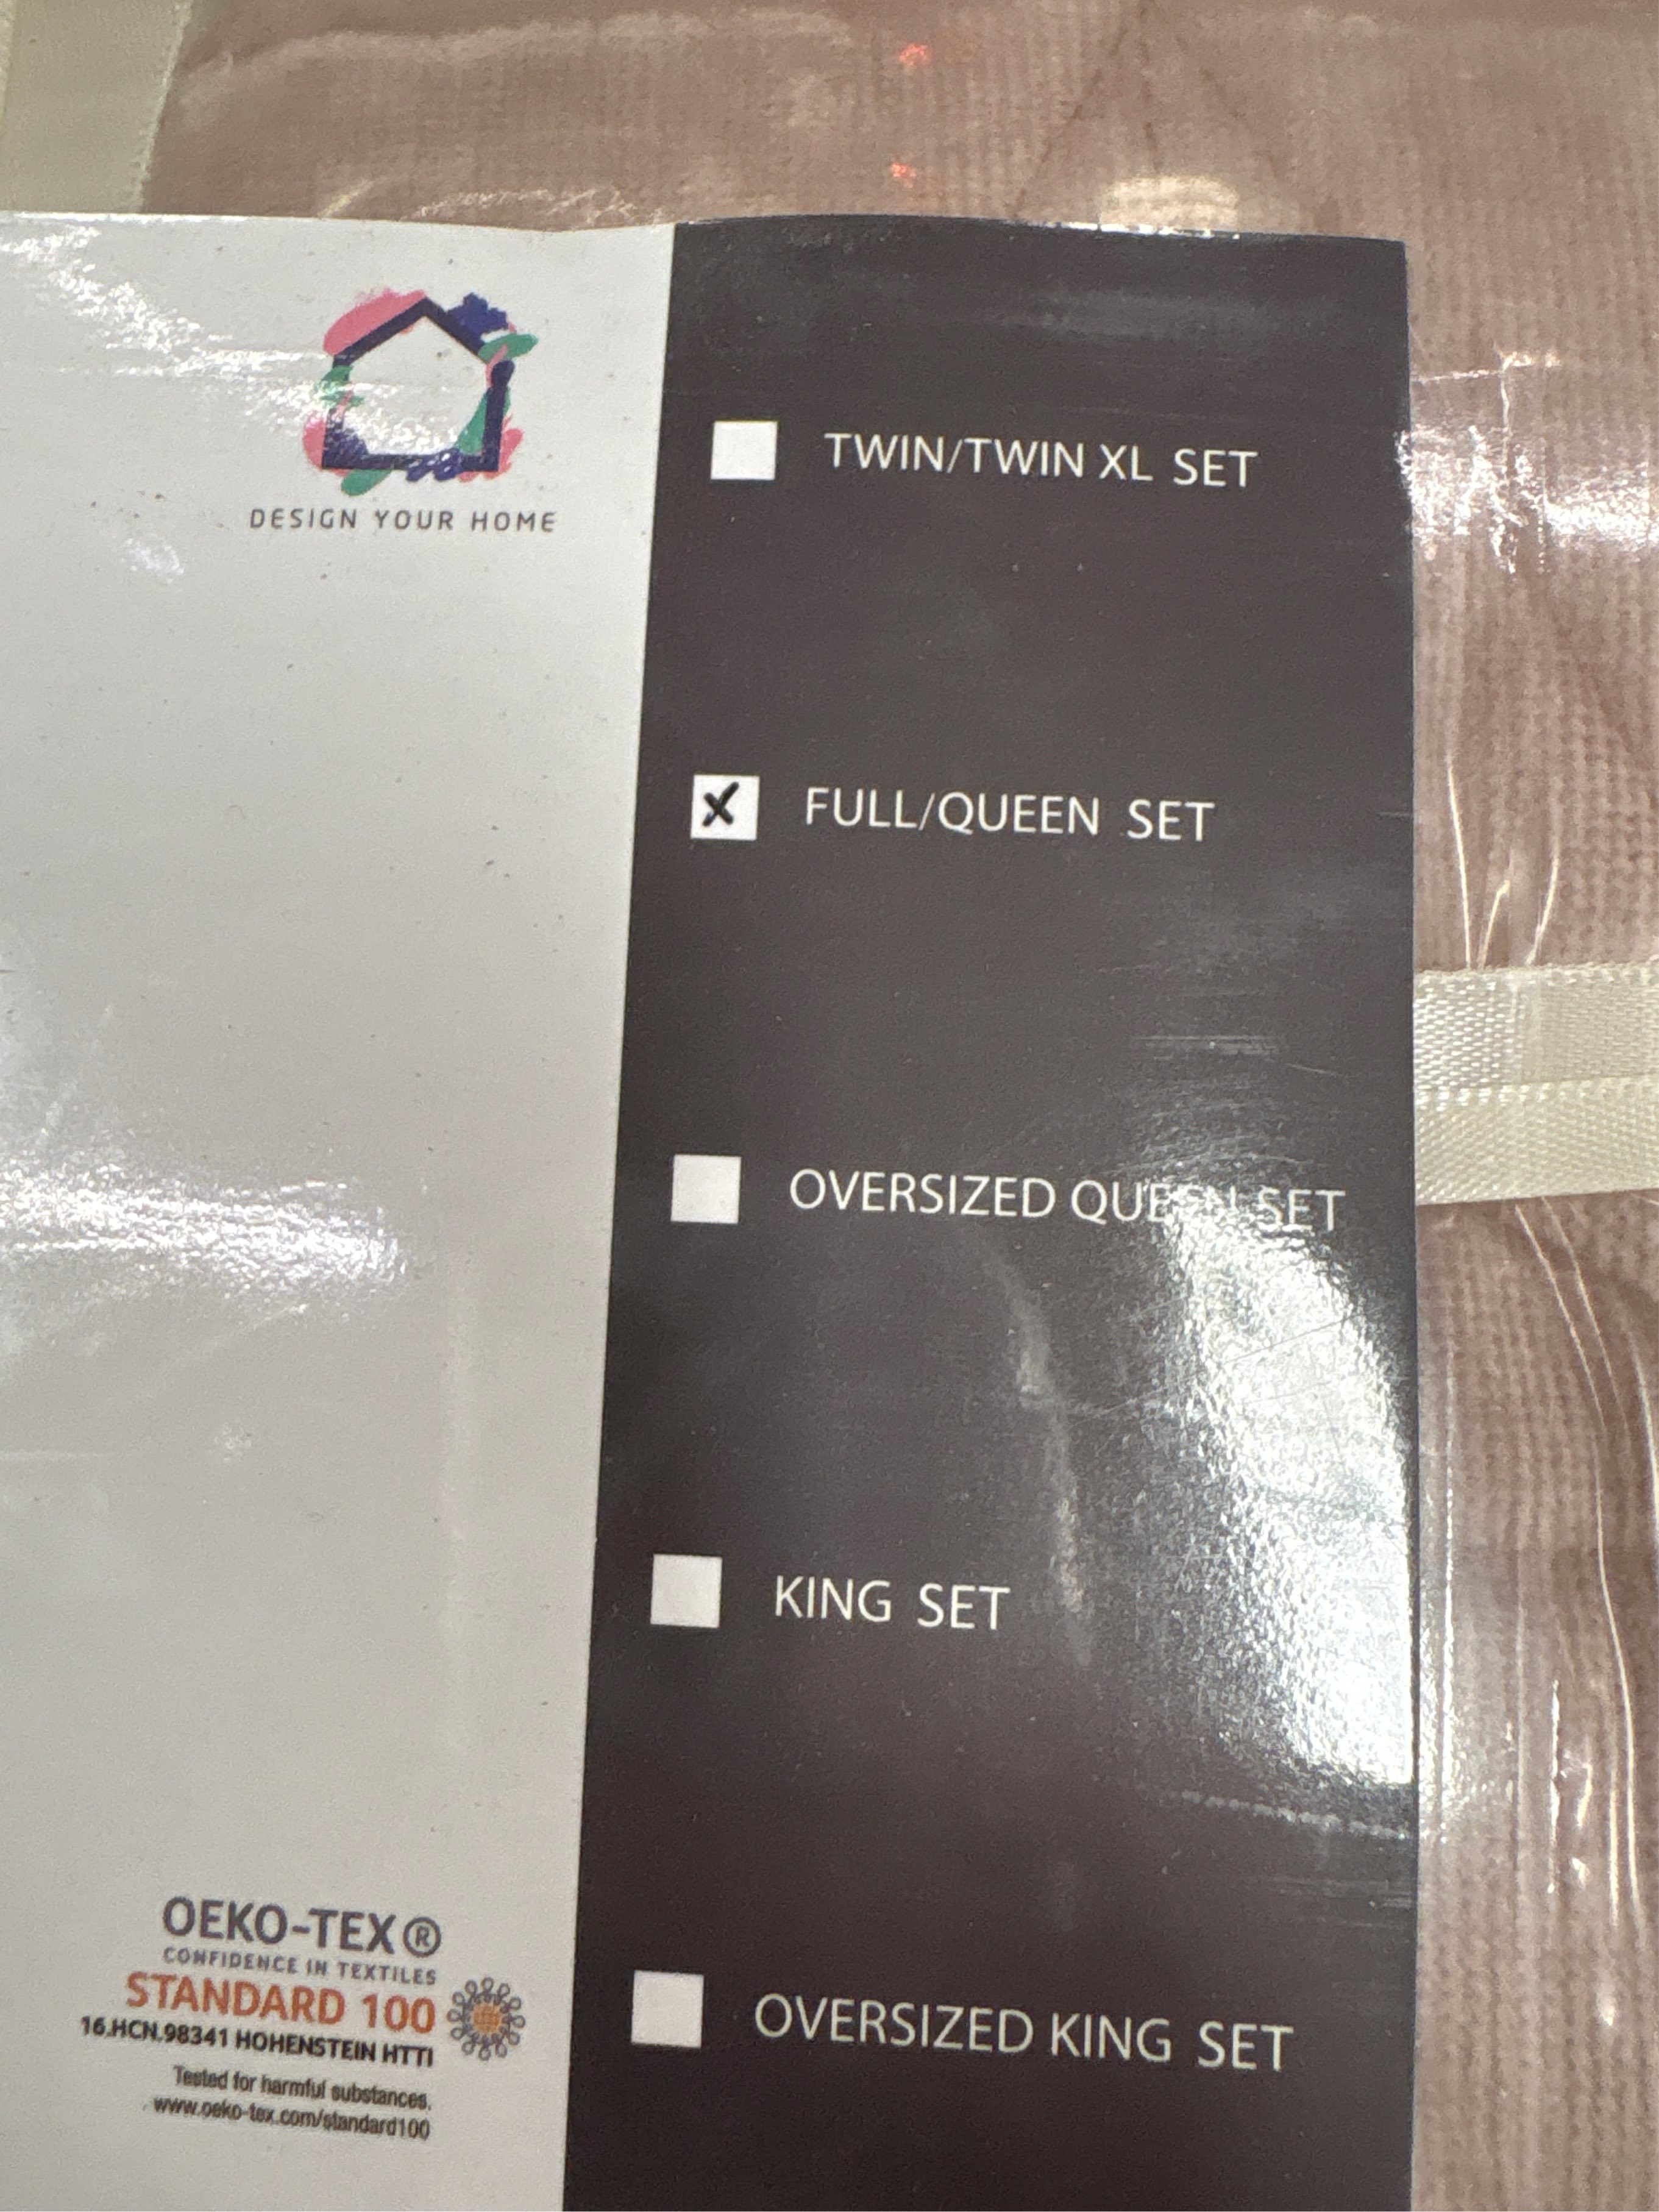 DESIGN YOUR HOME
TWIN/TWIN XL SET
FULL/QUEEN SET
OVERSIZED QUEEN SET
KING SET
OVERSIZED KING SET
OEKO-TEX®
CONFIDENCE IN TEXTILES
STANDARD 100
16.HCN.98341 HOHENSTEIN HTTI
Tested for harmful substances.
www.oeko-tex.com/standard100